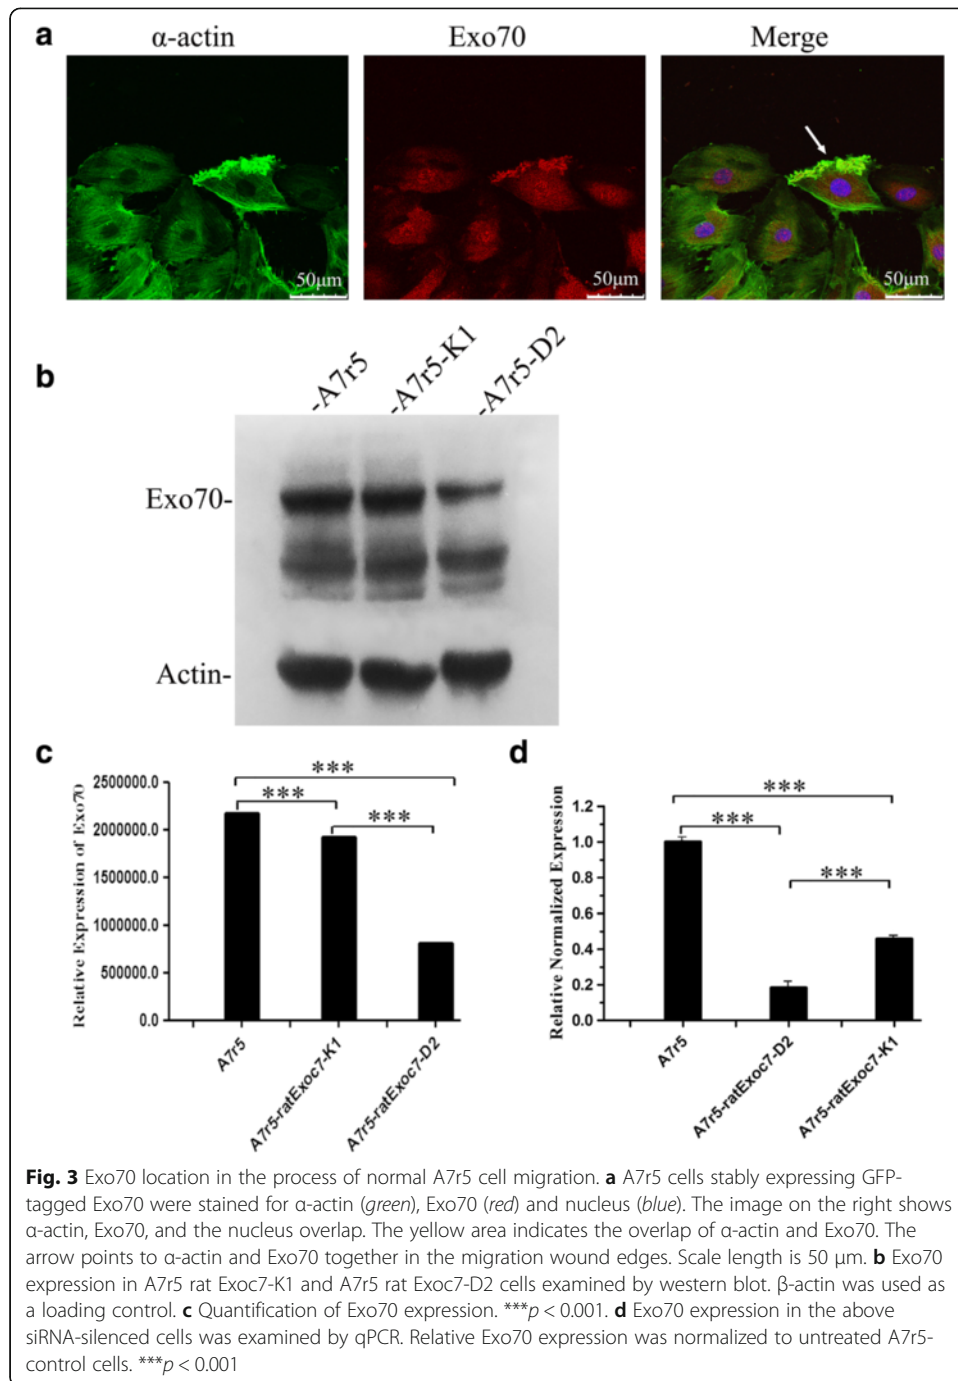 a
α-actin
Exo70
Merge
50μm
50μm
50μm
b
-A7r5
-A7r5-K1
-A7r5-D2
Exo70-
Actin-
c
Relative Expression of Exo70
2500000.0
2000000.0
1500000.0
1000000.0
500000.0
0.0
***
***
***
A7r5
A7r5-ratExoc7-K1
A7r5-ratExoc7-D2
d
Relative Normalized Expression
1.2
1.0
0.8
0.6
0.4
0.2
0.0
***
***
***
A7r5
A7r5-ratExoc7-D2
A7r5-ratExoc7-K1
Fig. 3 Exo70 location in the process of normal A7r5 cell migration. a A7r5 cells stably expressing GFP-
tagged Exo70 were stained for α-actin (green), Exo70 (red) and nucleus (blue). The image on the right shows
α-actin, Exo70, and the nucleus overlap. The yellow area indicates the overlap of α-actin and Exo70. The
arrow points to α-actin and Exo70 together in the migration wound edges. Scale length is 50 μm. b Exo70
expression in A7r5 rat Exoc7-K1 and A7r5 rat Exoc7-D2 cells examined by western blot. β-actin was used as
a loading control. c Quantification of Exo70 expression. ***p < 0.001. d Exo70 expression in the above
siRNA-silenced cells was examined by qPCR. Relative Exo70 expression was normalized to untreated A7r5-
control cells. ***p < 0.001